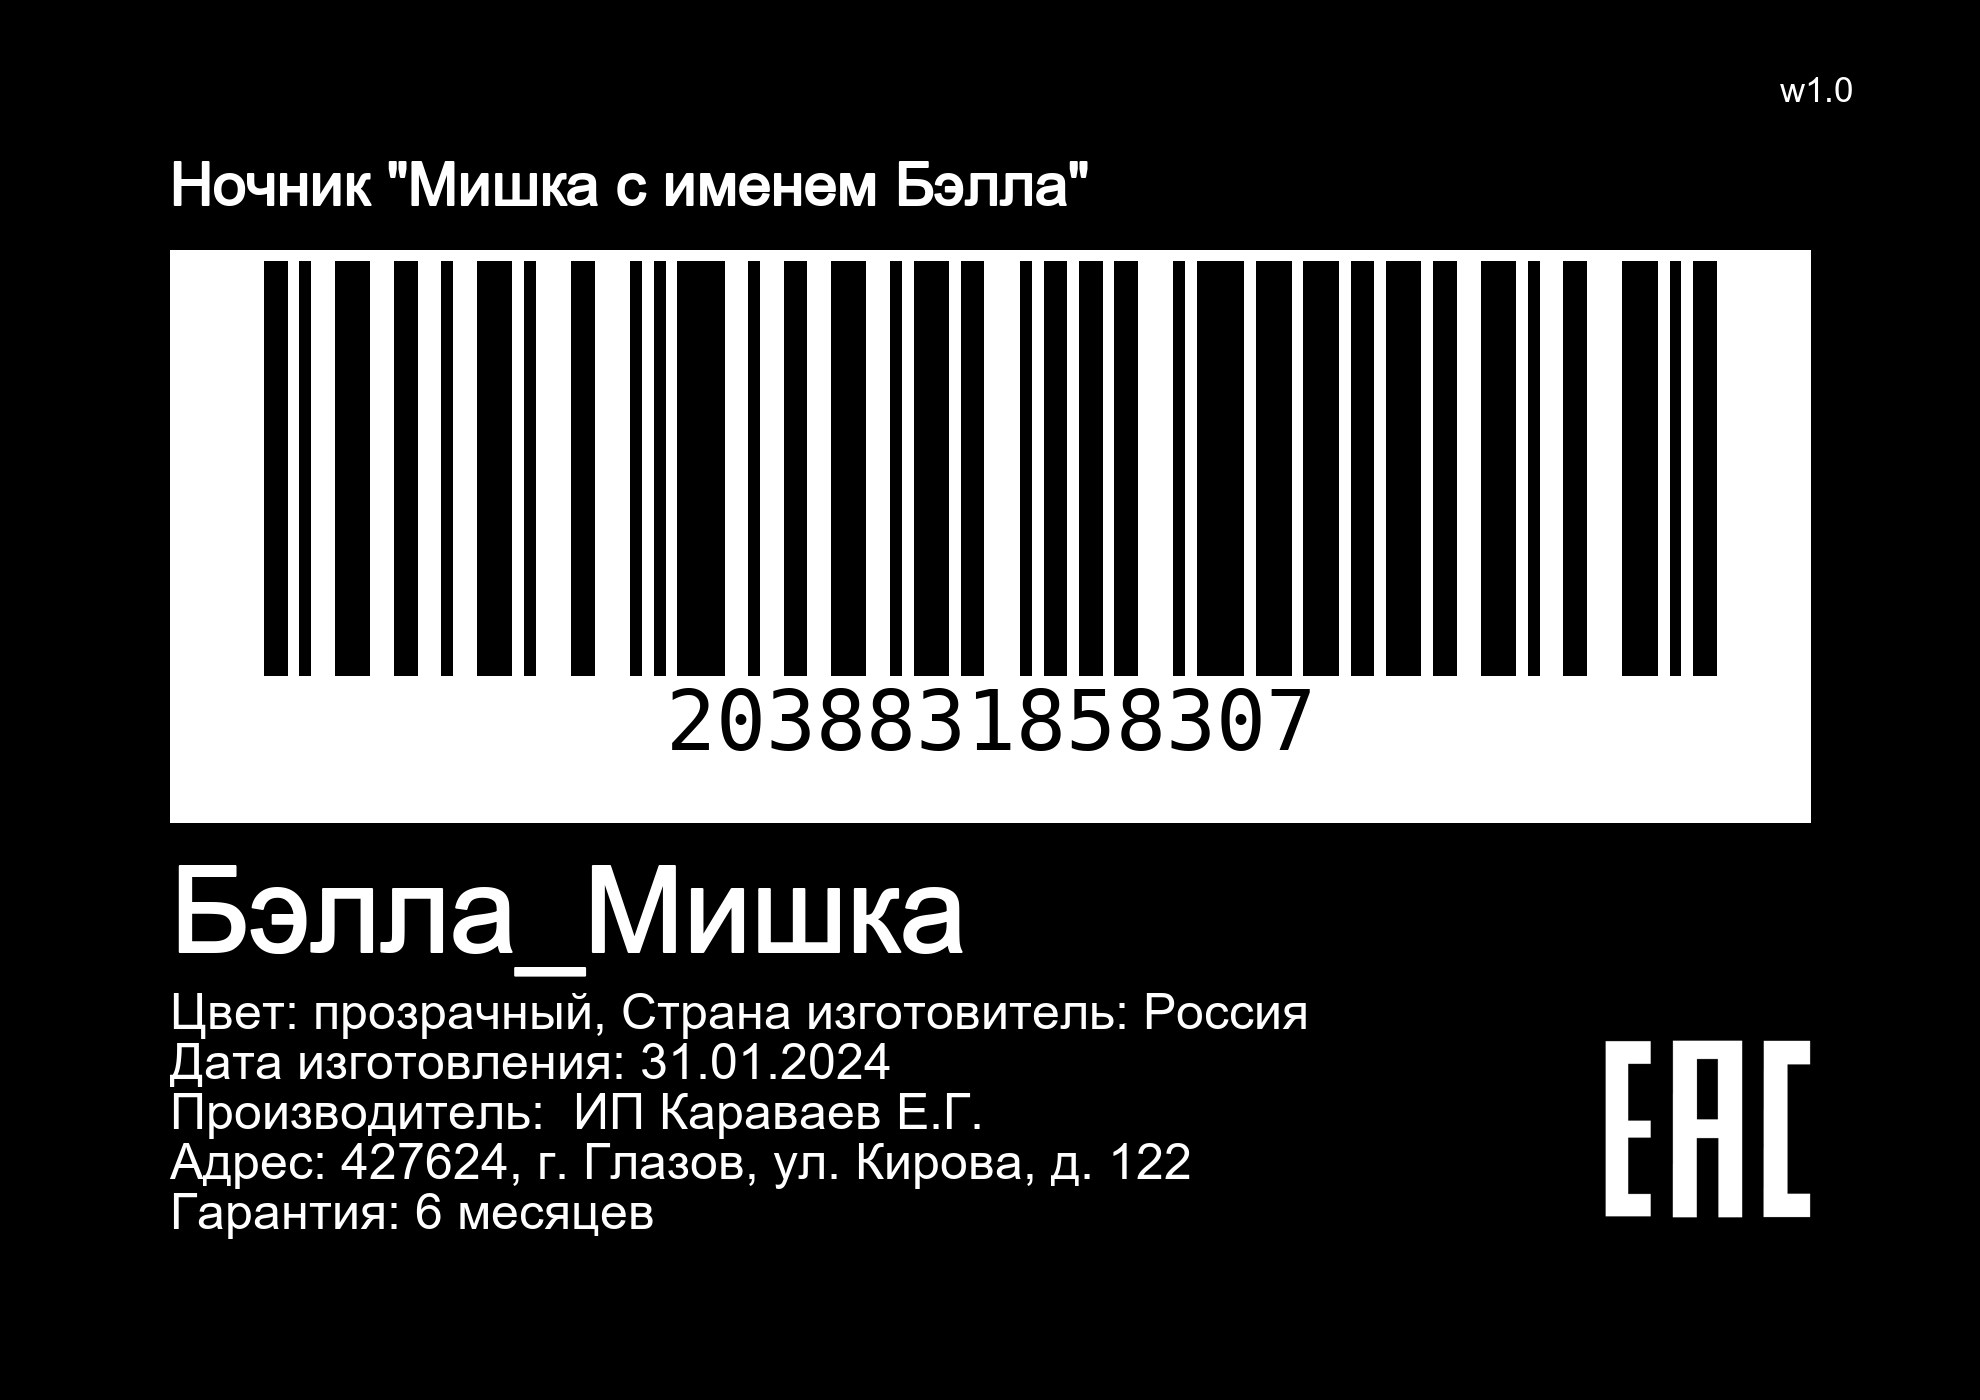 w1.0
Ночник "Мишка с именем Бэлла"
2038831858307
Бэлла_Мишка
Цвет: прозрачный, Страна изготовитель: Россия
Дата изготовления: 31.01.2024
Производитель:  ИП Караваев Е.Г.
Адрес: 427624, г. Глазов, ул. Кирова, д. 122
Гарантия: 6 месяцев
ЕАС